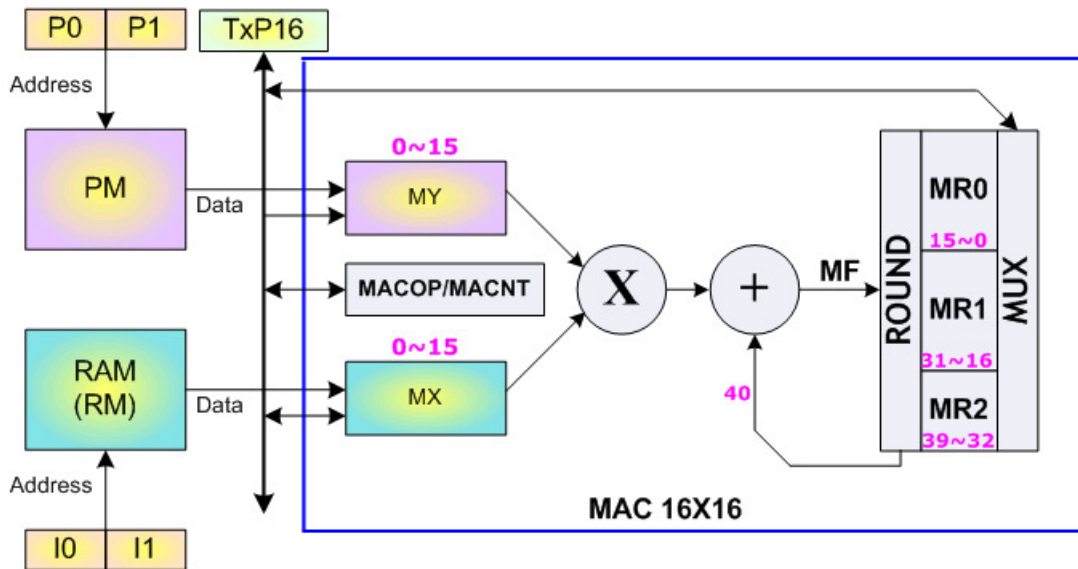 P0 P1 TxP16
Address
0~15
PM
Data
MY
MACOP/MACNT
0~15
RAM
(RM)
Data
MX
Address
I0 I1
X
+
MF
40
ROUND
MR0
15~0
MR1
31~16
MR2
39~32
MUX
MAC 16X16